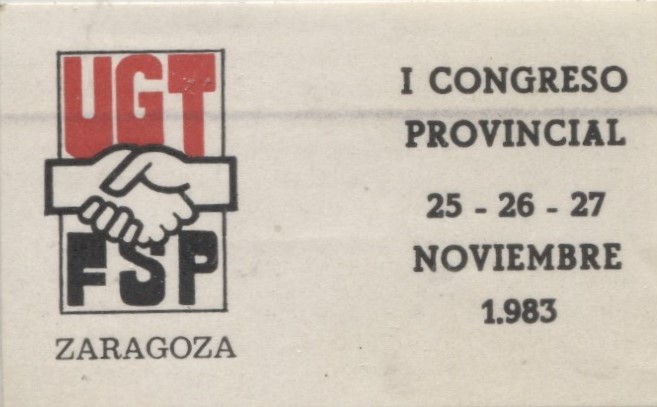 UGT
FSP
ZARAGOZA
I CONGRESO
PROVINCIAL
25 - 26 - 27
NOVIEMBRE
1.983